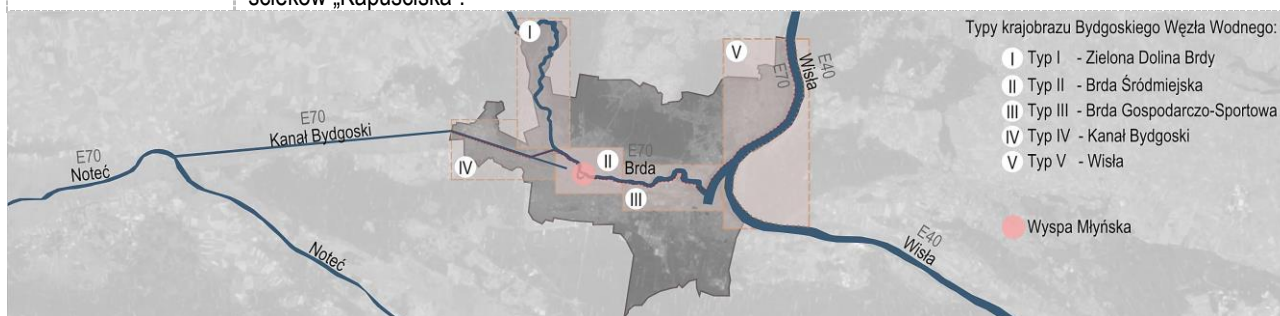 ścieków „Kapuściska”.
Typy krajobrazu Bydgoskiego Węzła Wodnego:
I Typ I - Zielona Dolina Brdy
II Typ II - Brda Śródmiejska
III Typ III - Brda Gospodarczo-Sportowa
IV Typ IV - Kanał Bydgoski
V Typ V - Wisła
Wyspa Młyńska
I
V
E40
Wisła
E70
E70
Kanał Bydgoski
E70
Noteć
IV
II
E70
Brda
III
Noteć
E40
Wisła